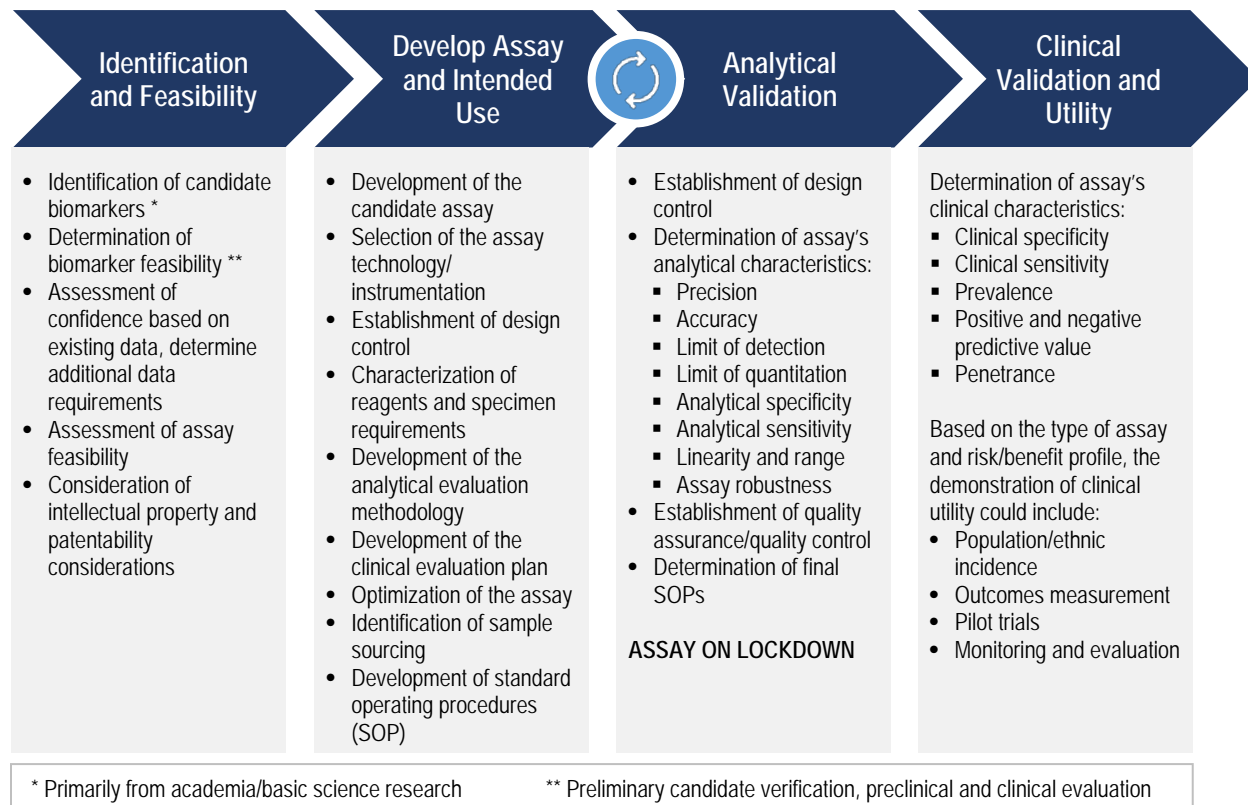 Identification
and Feasibility
Develop Assay
and Intended
Use
Analytical
Validation
Clinical
Validation and
Utility
• Identification of candidate
biomarkers *
• Determination of
biomarker feasibility **
• Assessment of
confidence based on
existing data, determine
additional data
requirements
• Assessment of assay
feasibility
• Consideration of
intellectual property and
patentability
considerations
• Development of the
candidate assay
• Selection of the assay
technology/
instrumentation
• Establishment of design
control
• Characterization of
reagents and specimen
requirements
• Development of the
analytical evaluation
methodology
• Development of the
clinical evaluation plan
• Optimization of the assay
• Identification of sample
sourcing
• Development of standard
operating procedures
(SOP)
• Establishment of design
control
• Determination of assay's
analytical characteristics:
▪ Precision
▪ Accuracy
▪ Limit of detection
▪ Limit of quantitation
▪ Analytical specificity
▪ Analytical sensitivity
▪ Linearity and range
▪ Assay robustness
• Establishment of quality
assurance/quality control
• Determination of final
SOPs
ASSAY ON LOCKDOWN
Determination of assay's
clinical characteristics:
▪ Clinical specificity
▪ Clinical sensitivity
▪ Prevalence
▪ Positive and negative
predictive value
▪ Penetrance
Based on the type of assay
and risk/benefit profile, the
demonstration of clinical
utility could include:
• Population/ethnic
incidence
• Outcomes measurement
• Pilot trials
• Monitoring and evaluation
* Primarily from academia/basic science research
** Preliminary candidate verification, preclinical and clinical evaluation